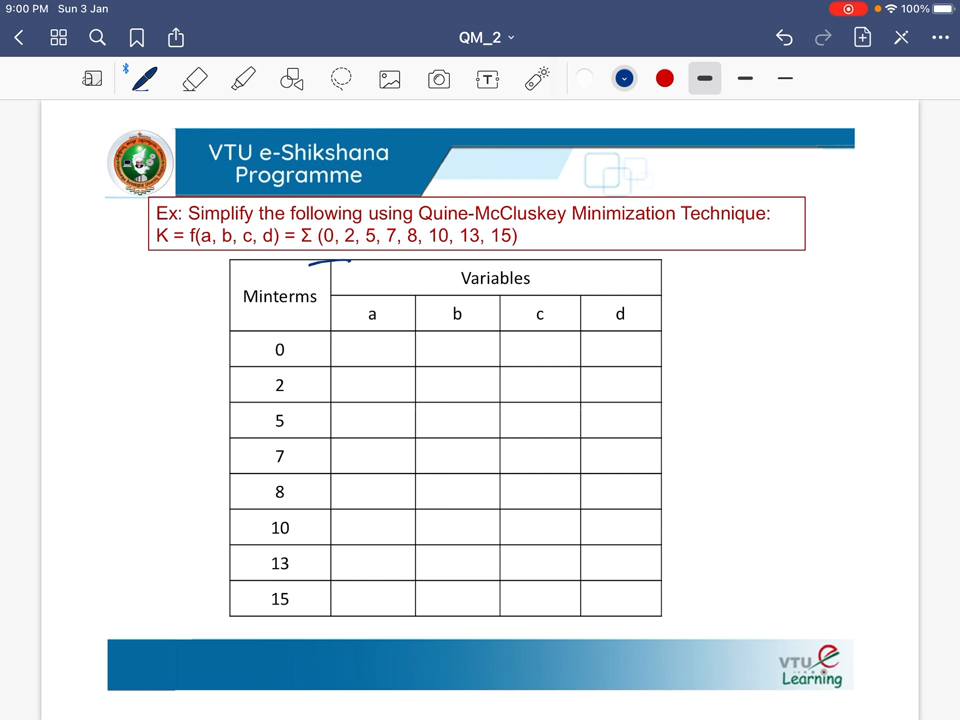 9:00 PM Sun 3 Jan
100%
QM_2
T
VTU e-Shikshana
Programme
Ex: Simplify the following using Quine-McCluskey Minimization Technique:
K = f(a, b, c, d) = Σ (0, 2, 5, 7, 8, 10, 13, 15)
Minterms Variables
a b c d
0
2
5
7
8
10
13
15
VTU e
Learning